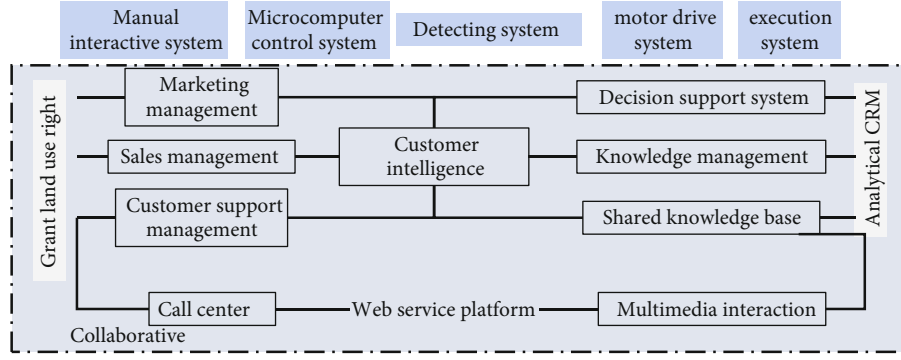 Manual
interactive system
Microcomputer
control system
Detecting system
motor drive
system
execution
system
Grant land use right
Marketing
management
Decision support system
Sales management
Customer
intelligence
Knowledge management
Customer support
management
Shared knowledge base
Analytical CRM
Call center
Web service platform
Multimedia interaction
Collaborative